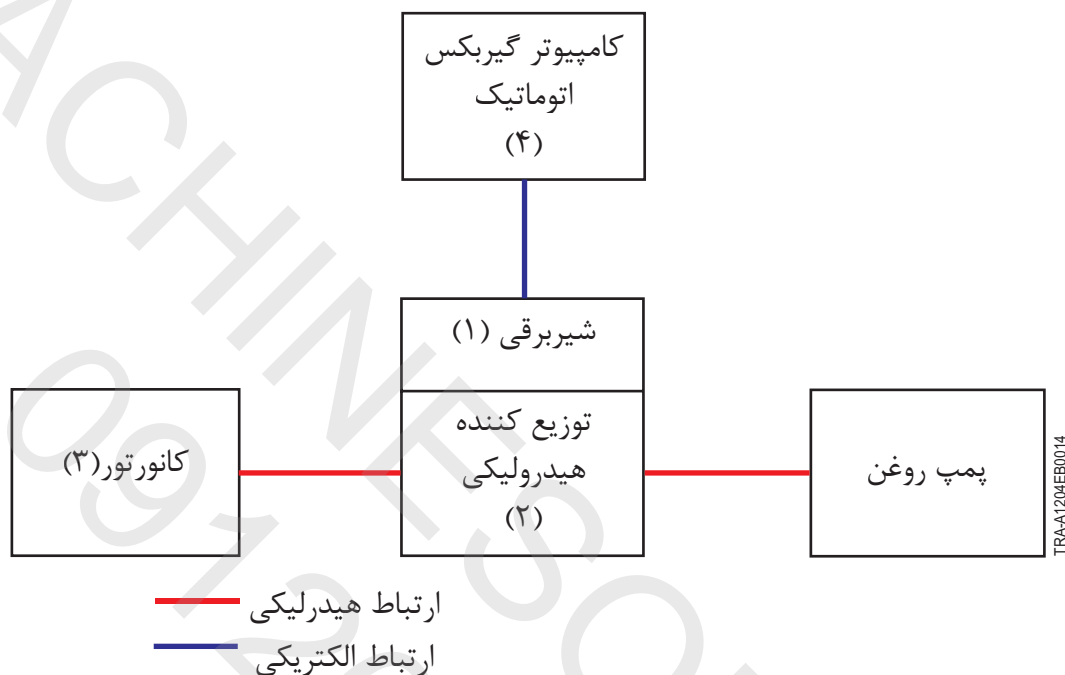 کامپیوتر گیربکس
اتوماتیک
(۴)
شیربرقی (۱)
توزیع کننده
هیدرولیکی
(۲)
کانورتور(۳)
پمپ روغن
ارتباط هیدرلیکی
ارتباط الکتریکی
TRA-A1204EB0014